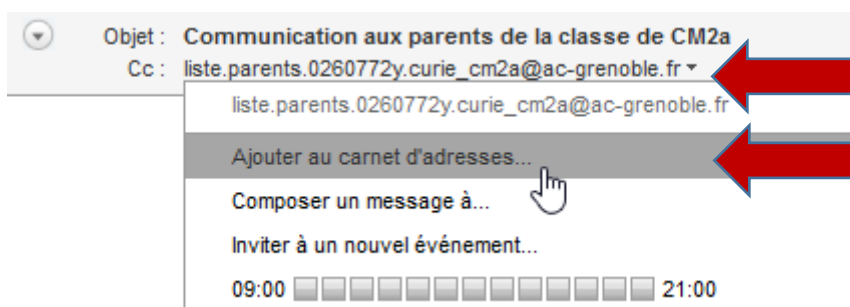 Objet : Communication aux parents de la classe de CM2a
Cc : liste.parents.0260772y.curie_cm2a@ac-grenoble.fr
liste.parents.0260772y.curie_cm2a@ac-grenoble.fr
Ajouter au carnet d'adresses...
Composer un message à...
Inviter à un nouvel événement...
09:00 21:00